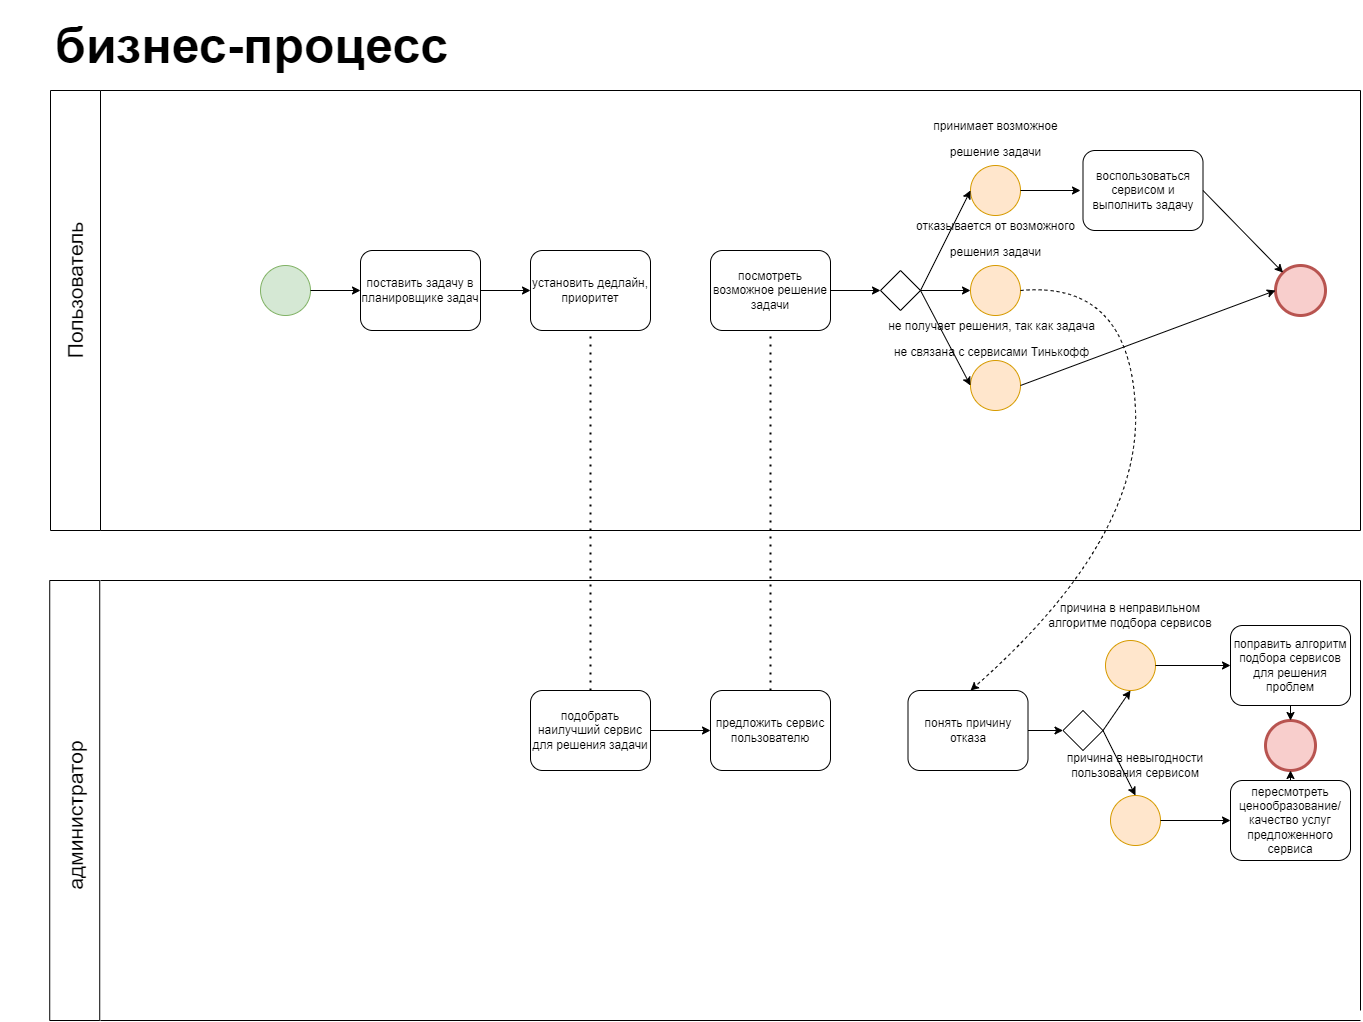 бизнес-процесс
Пользователь
поставить задачу в
планировщике задач
установить дедлайн,
приоритет
посмотреть
возможное решение
задачи
принимает возможное
решение задачи
отказывается от возможного
решения задачи
не получает решения, так как задача
не связана с сервисами Тинькофф
воспользоваться
сервисом и
выполнить задачу
администратор
подобрать
наилучший сервис
для решения задачи
предложить сервис
пользователю
понять причину
отказа
причина в неправильном
алгоритме подбора сервисов
причина в невыгодности
пользования сервисом
поправить алгоритм
подбора сервисов
для решения
проблем
пересмотреть
ценообразование/
качество услуг
предложенного
сервиса